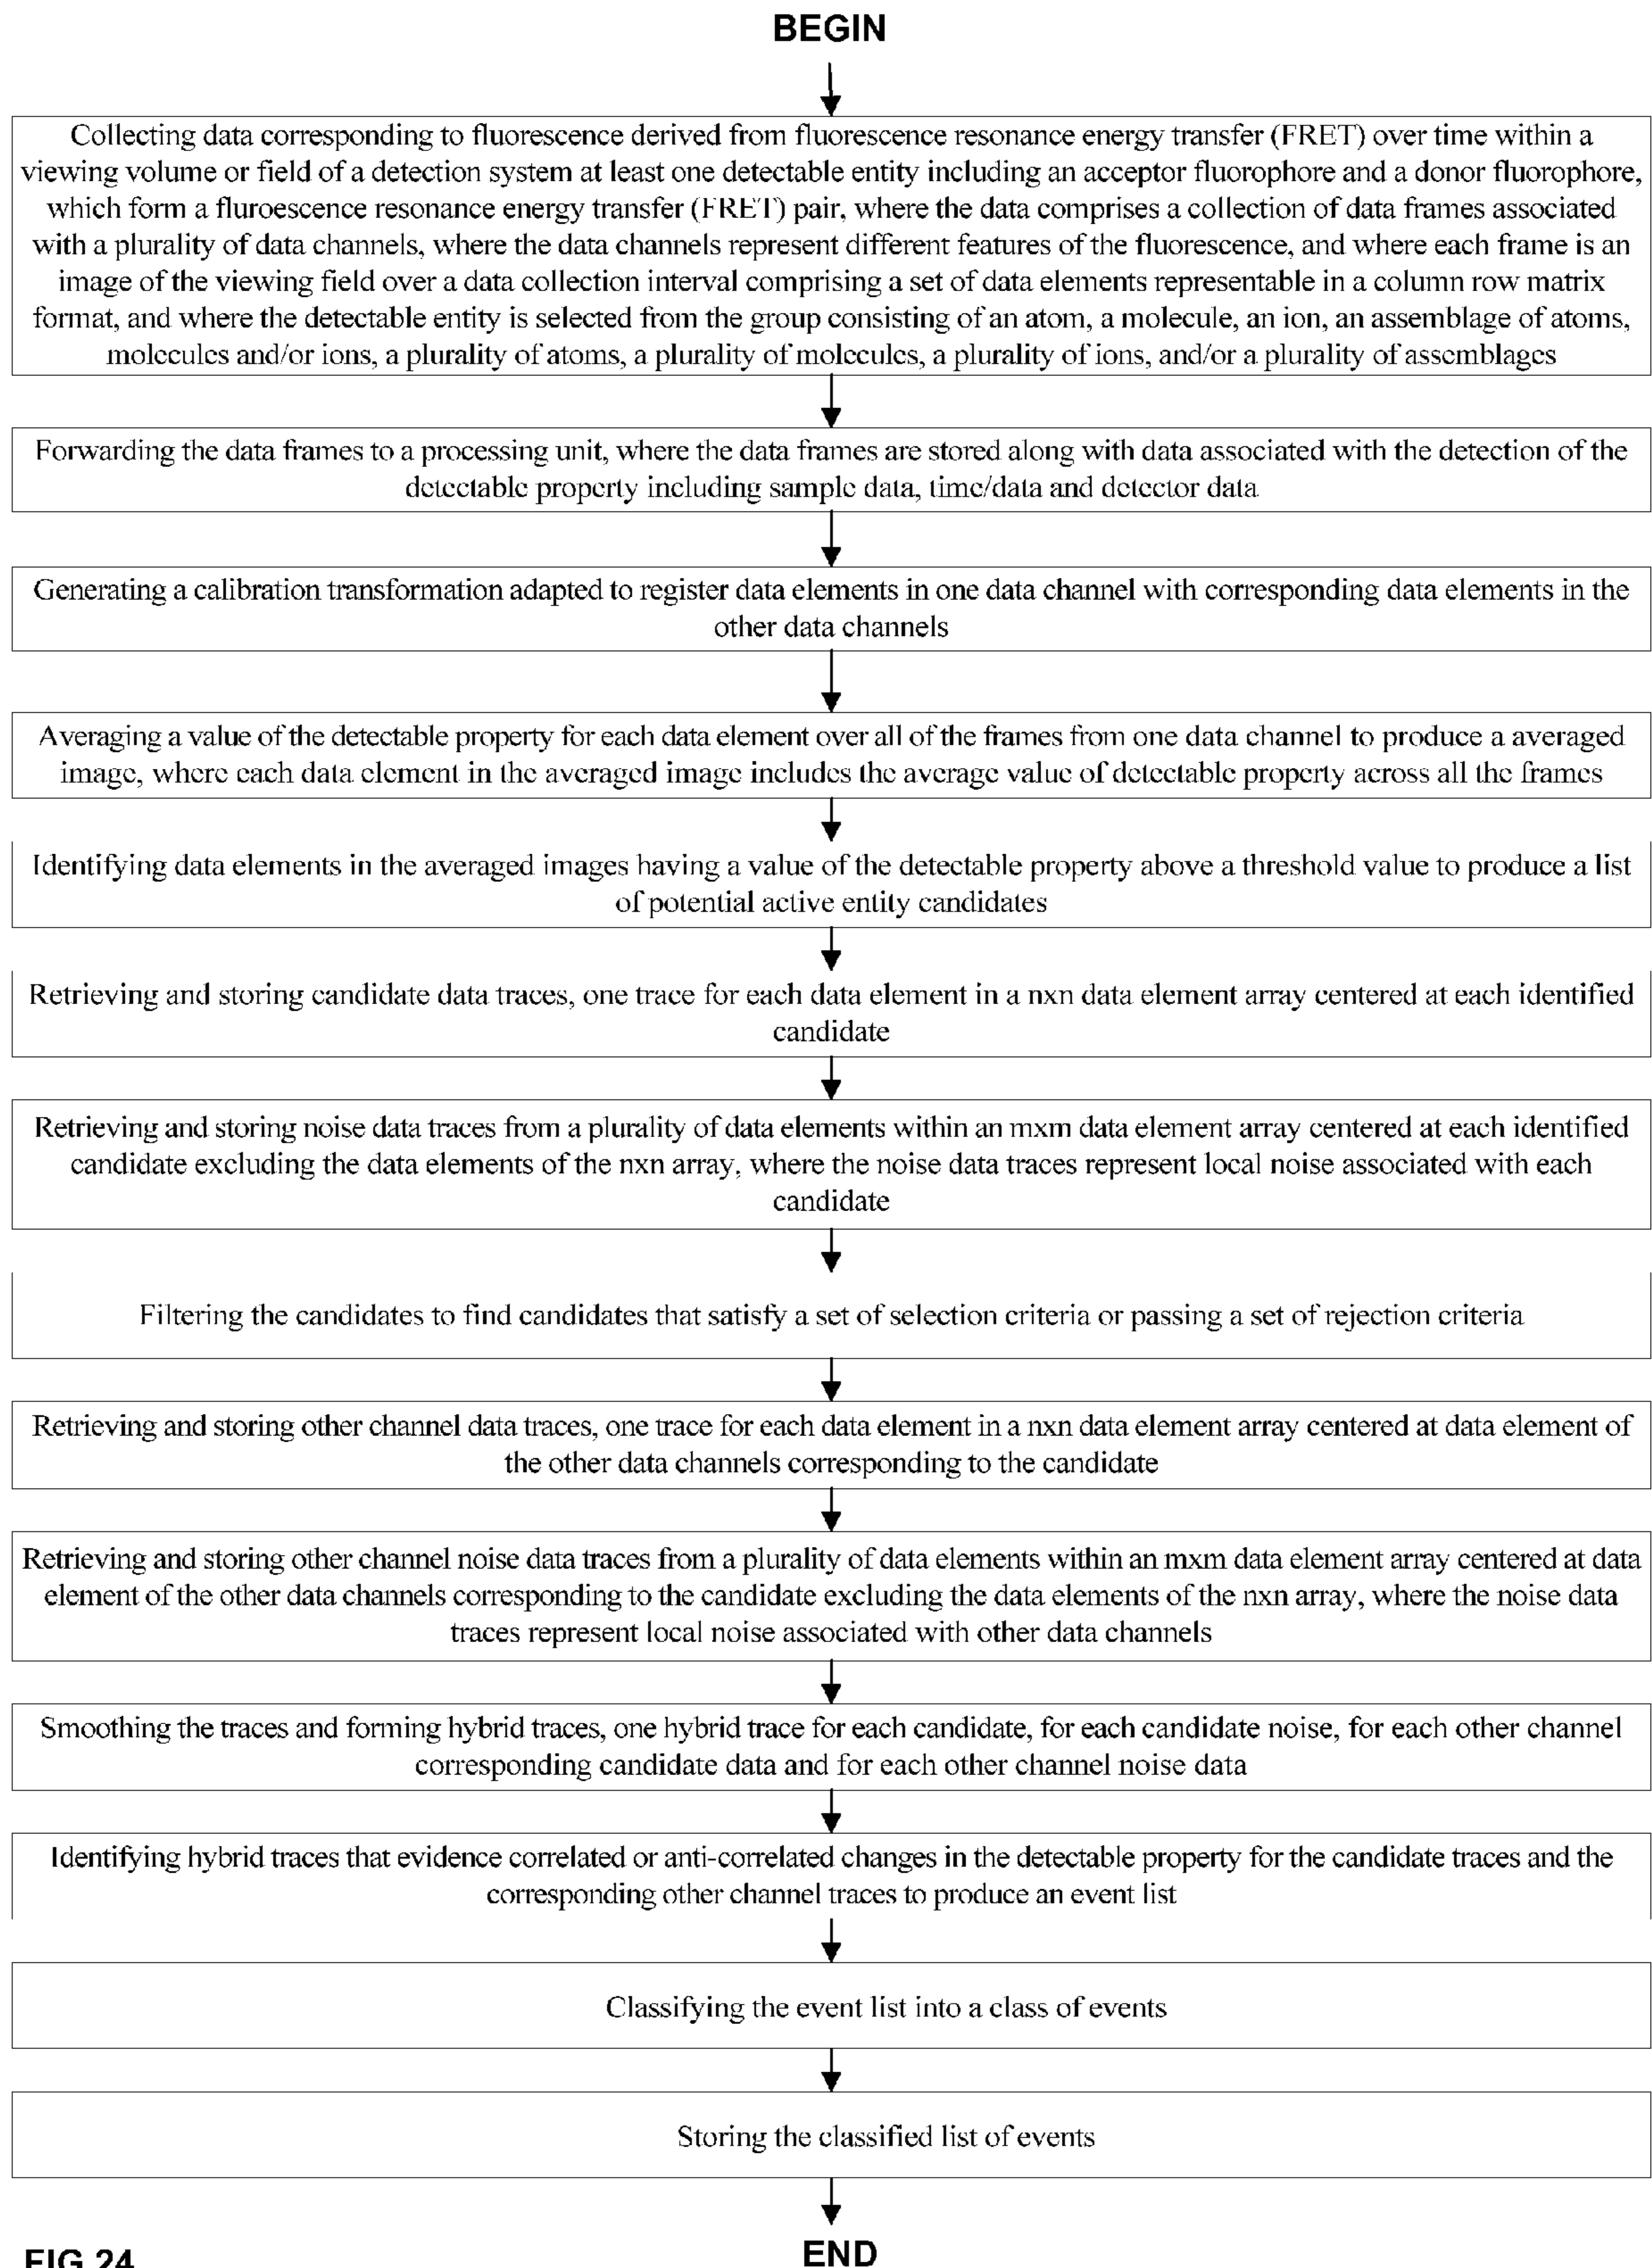 BEGIN
Collecting data corresponding to fluorescence derived from fluorescence resonance energy transfer (FRET) over time within a
viewing volume or field of a detection system at least one detectable entity including an acceptor fluorophore and a donor fluorophore,
which form a fluroescence resonance energy transfer (FRET) pair, where the data comprises a collection of data frames associated
with a plurality of data channels, where the data channels represent different features of the fluorescence, and where each frame is an
image of the viewing field over a data collection interval comprising a set of data elements representable in a column row matrix
format, and where the detectable entity is selected from the group consisting of an atom, a molecule, an ion, an assemblage of atoms,
molecules and/or ions, a plurality of atoms, a plurality of molecules, a plurality of ions, and/or a plurality of assemblages
Forwarding the data frames to a processing unit, where the data frames are stored along with data associated with the detection of the
detectable property including sample data, time/data and detector data
Generating a calibration transformation adapted to register data elements in one data channel with corresponding data elements in the
other data channels
Averaging a value of the detectable property for each data element over all of the frames from one data channel to produce a averaged
image, where each data element in the averaged image includes the average value of detectable property across all the frames
Identifying data elements in the averaged images having a value of the detectable property above a threshold value to produce a list
of potential active entity candidates
Retrieving and storing candidate data traces, one trace for each data element in a nxn data element array centered at each identified
candidate
Retrieving and storing noise data traces from a plurality of data elements within an mxm data element array centered at each identified
candidate excluding the data elements of the nxn array, where the noise data traces represent local noise associated with each
candidate
Filtering the candidates to find candidates that satisfy a set of selection criteria or passing a set of rejection criteria
Retrieving and storing other channel data traces, one trace for each data element in a nxn data element array centered at data element of
the other data channels corresponding to the candidate
Retrieving and storing other channel noise data traces from a plurality of data elements within an mxm data element array centered at data
element of the other data channels corresponding to the candidate excluding the data elements of the nxn array, where the noise data
traces represent local noise associated with other data channels
Smoothing the traces and forming hybrid traces, one hybrid trace for each candidate, for each candidate noise, for each other channel
corresponding candidate data and for each other channel noise data
Identifying hybrid traces that evidence correlated or anti-correlated changes in the detectable property for the candidate traces and the
corresponding other channel traces to produce an event list
Classifying the event list into a class of events
Storing the classified list of events
END
FIG.24